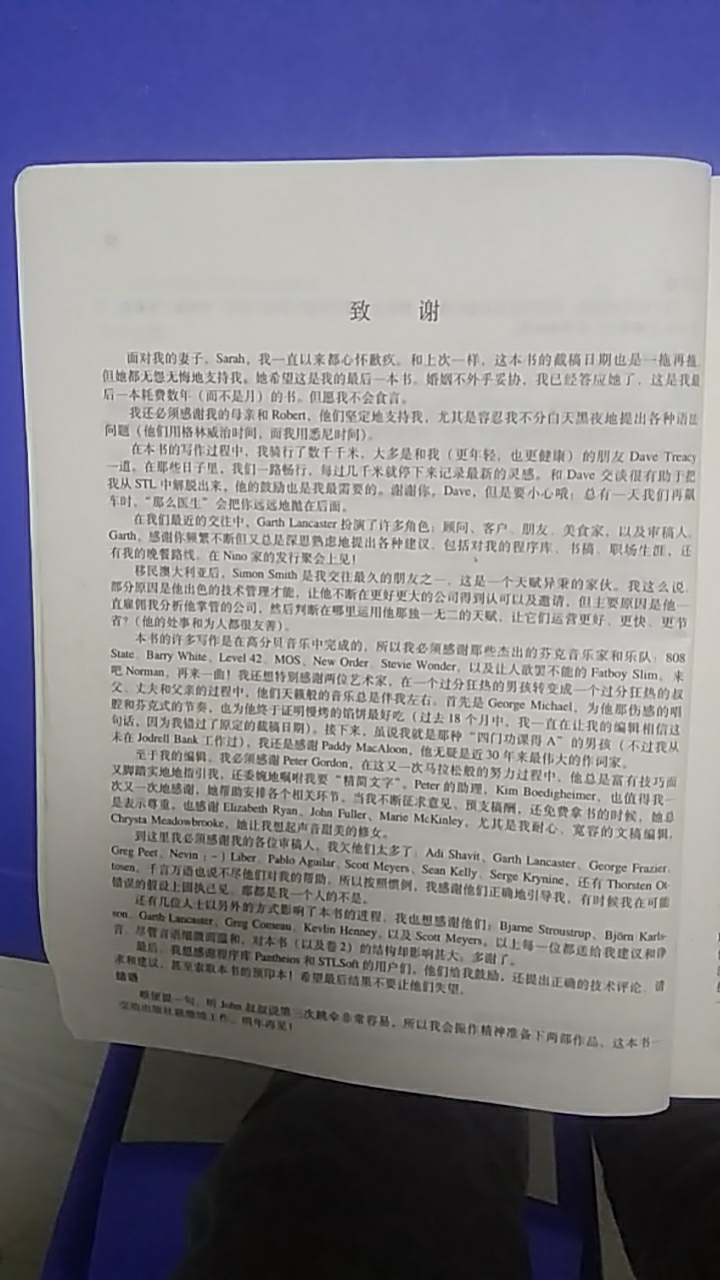 致 谢
面对我的妻子，Sarah，我一直以来都心怀歉疚。和上次一样，这本书的截稿日期也是一拖再拖
但她都无怨无悔地支持我。她希望这是我的最后一本书。婚姻不外乎妥协，我已经答应她了，这是我最
后一本耗费数年（而不是月）的书。但愿我不会食言。
我还必须感谢我的母亲和 Robert，他们坚定地支持我，尤其是容忍我不分白天黑夜地提出各种语法
问题（他们用格林威治时间，而我用悉尼时间）。
在本书的写作过程中，我骑行了数千千米，大多是和我（更年轻，也更健康）的朋友 Dave Treacy
一道。在那些日子里，我们一路畅行，每过几千米就停下来记录最新的灵感。和 Dave 交谈很有助于把
我从 STL 中解脱出来，他的鼓励也是我最需要的。谢谢你，Dave，但是要小心哦：总有一天我们再飙
车时，“那么医生”会把你远远地抛在后面。
在我们最近的交往中，Garth Lancaster 扮演了许多角色：顾问、客户、朋友、美食家，以及审稿人。
Garth，感谢你频繁不断但又总是深思熟虑地提出各种建议，包括对我的程序库、书稿、职场生涯，还
有我的晚餐路线。在 Nino 家的发行聚会上见！
移民澳大利亚后，Simon Smith 是我交往最久的朋友之一，这是一个天赋异秉的家伙。我这么说，
部分原因是他出色的技术管理才能，让他不断在更好更大的公司得到认可以及邀请，但主要原因是他一
直雇佣我分析他掌管的公司，然后判断在哪里运用他那独一无二的天赋，让它们运营更好、更快、更节
省？（他的处事和为人都很友善）。
本书的许多写作是在高分贝音乐中完成的，所以我必须感谢那些杰出的芬克音乐家和乐队：808
State、Barry White、Level 42、MOS、New Order、Stevie Wonder，以及让人欲罢不能的 Fatboy Slim。来
吧 Norman，再来一曲！我还想特别感谢两位艺术家，在一个过分狂热的男孩转变成一个过分狂热的叔
父、丈夫和父亲的过程中，他们天籁般的音乐总是伴我左右。首先是 George Michael，为他那伤感的唱
腔和芬克式的节奏，也为他终于证明慢烤的馅饼最好吃（过去 18 个月中，我一直在让我的编辑相信这
句话，因为我错过了原定的截稿日期）。接下来，虽说我就是那种“四门功课得 A”的男孩（不过我从
未在 Jodrell Bank 工作过），我还是感谢 Paddy MacAloon，他无疑是近 30 年来最伟大的作词家。
至于我的编辑，我必须感谢 Peter Gordon，在这又一次马拉松般的努力过程中，他总是富有技巧而
又脚踏实地地指引我，还委婉地嘱咐我要“精简文字”。Peter 的助理，Kim Boedigheimer，也值得我一
次又一次地感谢，她帮助安排各个相关环节，当我不断征求意见、预支稿酬，还免费拿书的时候，她总
是表示尊重。也感谢 Elizabeth Ryan、John Fuller、Marie McKinley，尤其是我耐心、宽容的文稿编辑，
Chrysta Meadowbrooke，她让我想起声音甜美的修女。
到这里我必须感谢我的各位审稿人，我欠他们太多了：Adi Shavit、Garth Lancaster、George Frazier、
Greg Peet、Nevin :-) Liber、Pablo Aguilar、Scott Meyers、Sean Kelly、Serge Krynine，还有 Thorsten Ot-
tosen。千言万语也说不尽他们对我的帮助，所以按照惯例，我感谢他们正确地引导我，有时候我在可能
错误的假设上固执己见，那都是我一个人的不是。
还有几位人士以另外的方式影响了本书的进程，我也想感谢他们：Bjarne Stroustrup、Björn Karls-
son、Garth Lancaster、Greg Comeau、Kevlin Henney，以及 Scott Meyers。以上每一位都送给我建议和
言，尽管言语细微而温和，对本书（以及卷 2）的结构却影响甚大。多谢了。
最后，我想感谢程序库 Pantheios 和 STLSoft 的用户们，他们给我鼓励，还提出正确的技术评论、请
求和建议，甚至索取本书的预印本！希望最后结果不要让他们失望。
顺便提一句，听 John 叔叔说第三次跳伞非常容易，所以我会振作精神准备下两部作品，这本书一
交给出版社就继续工作。明年再见！